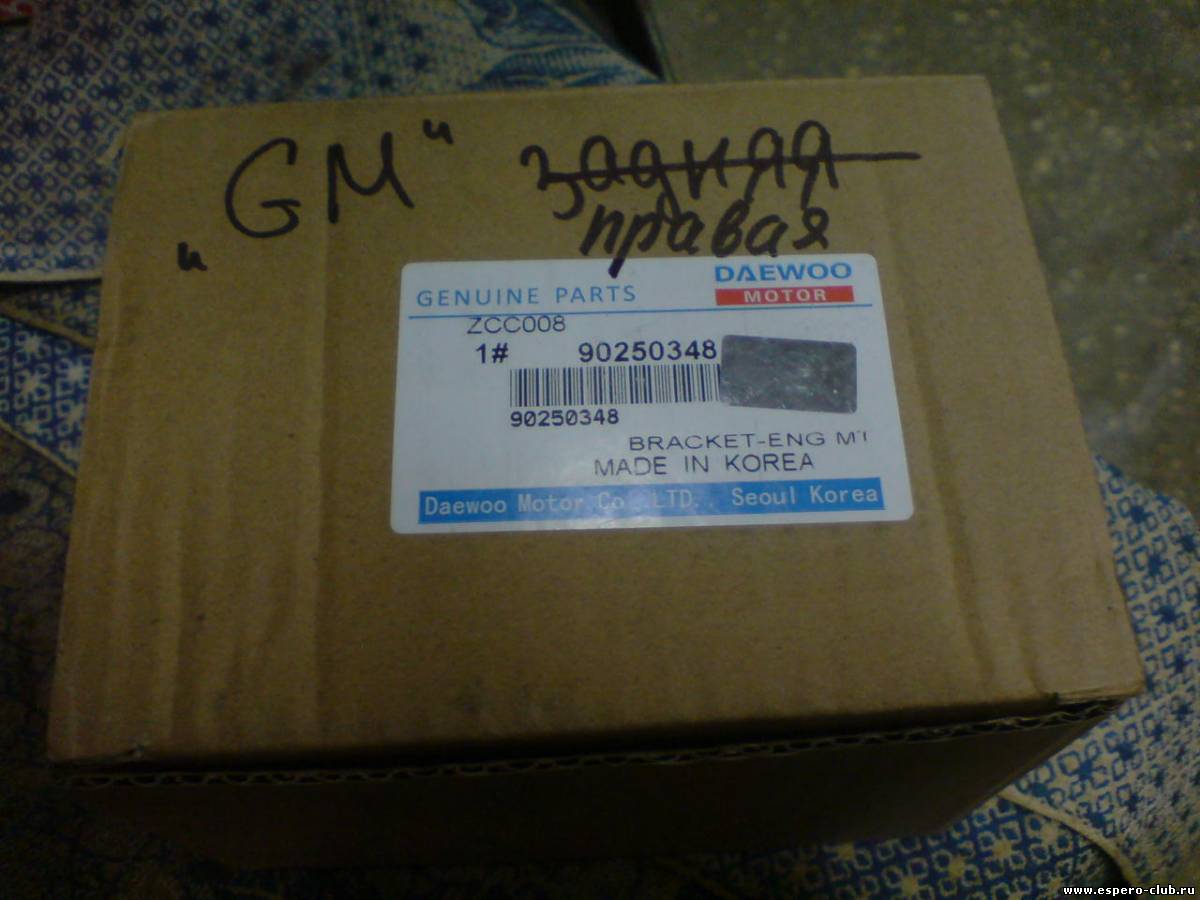 "GM" задняя
правая
GENUINE PARTS DAEWOO
MOTOR
ZCC008
1# 90250348
90250348
BRACKET-ENG MT
MADE IN KOREA
Daewoo Motor Co., LTD., Seoul Korea
www.espero-club.ru